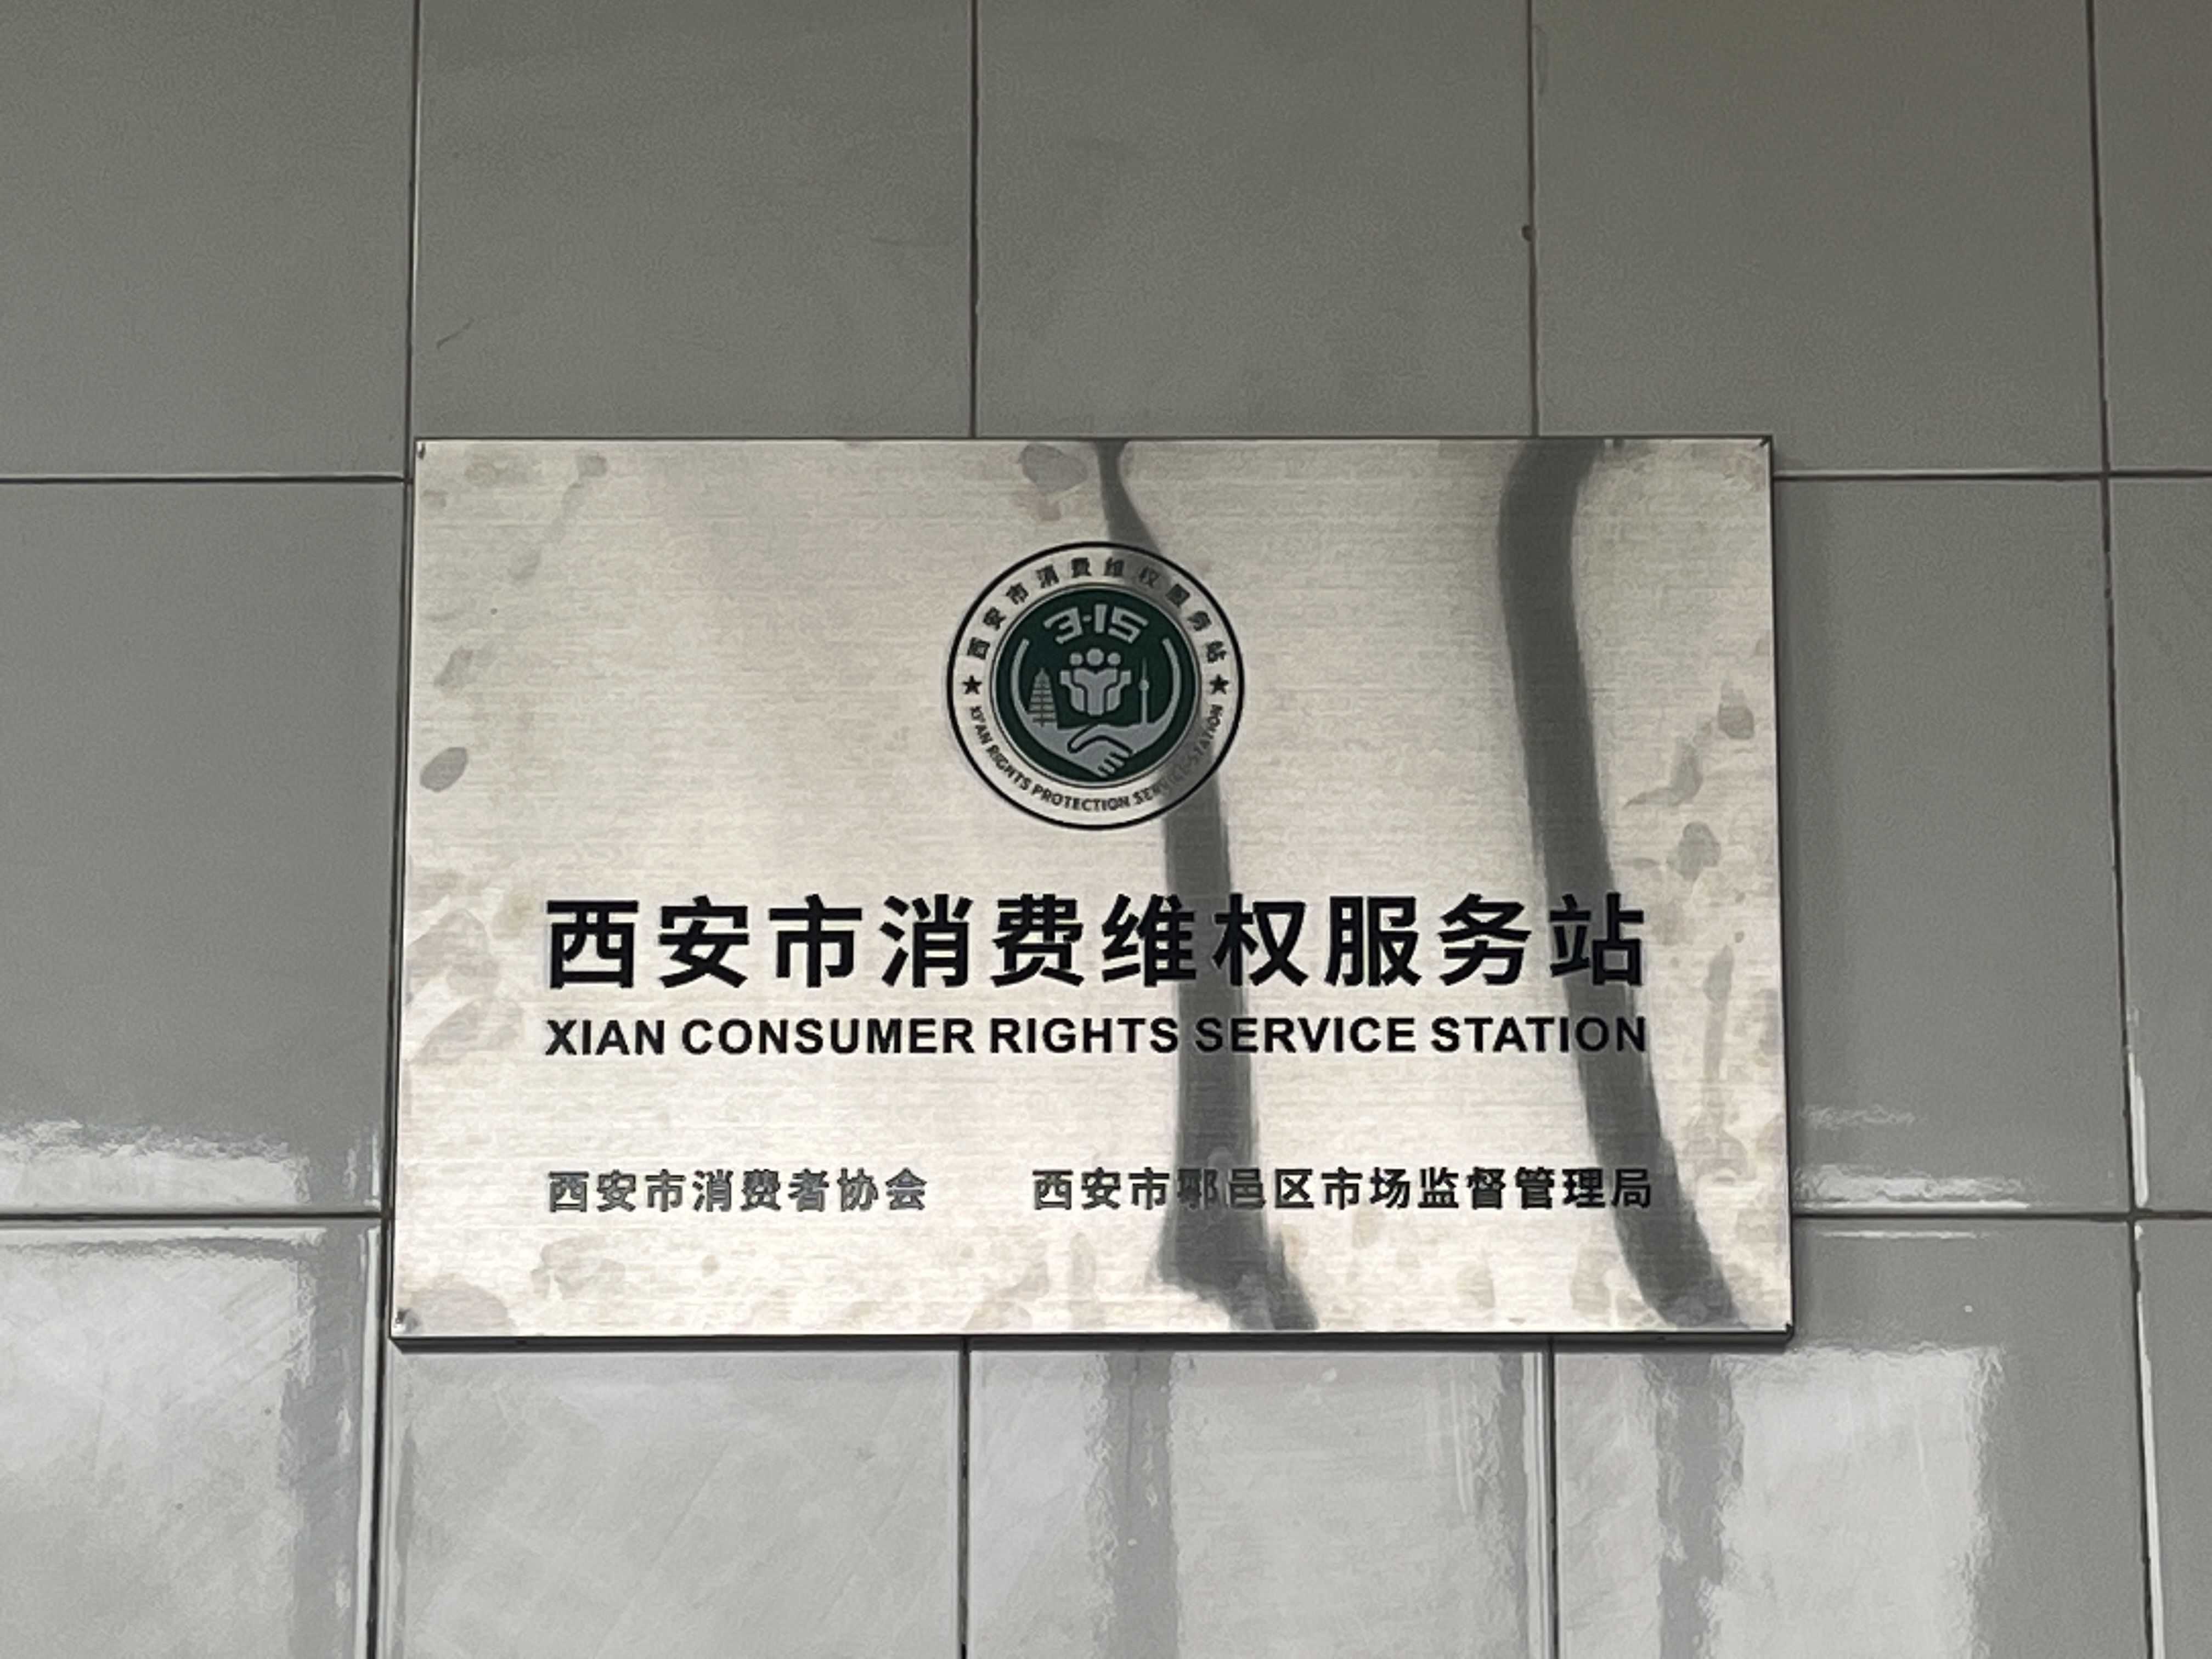 西安市消费维权服务站
3·15
XI'AN RIGHTS PROTECTION SERVICE STATION
西安市消费维权服务站
XIAN CONSUMER RIGHTS SERVICE STATION
西安市消费者协会 西安市鄠邑区市场监督管理局